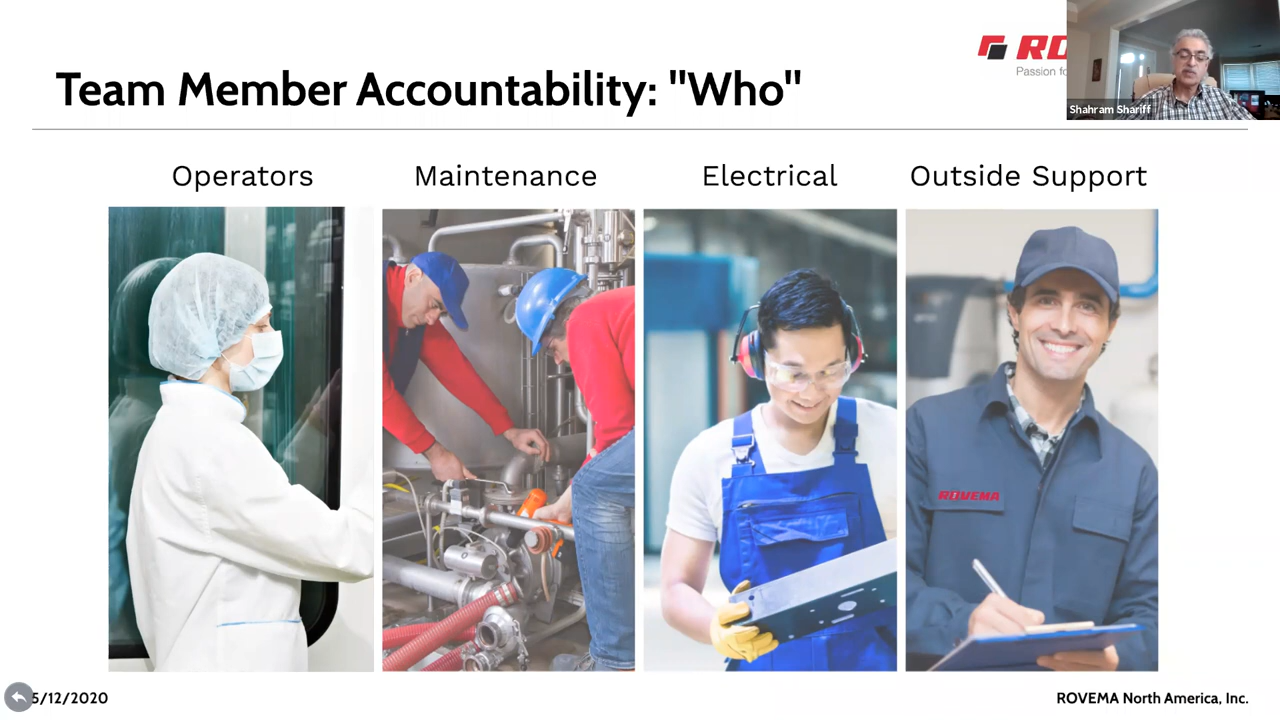 Team Member Accountability: "Who"
RO
Passion fo
Shahram Shariff
Operators
Maintenance
Electrical
Outside Support
ROVEMA
5/12/2020
ROVEMA North America, Inc.